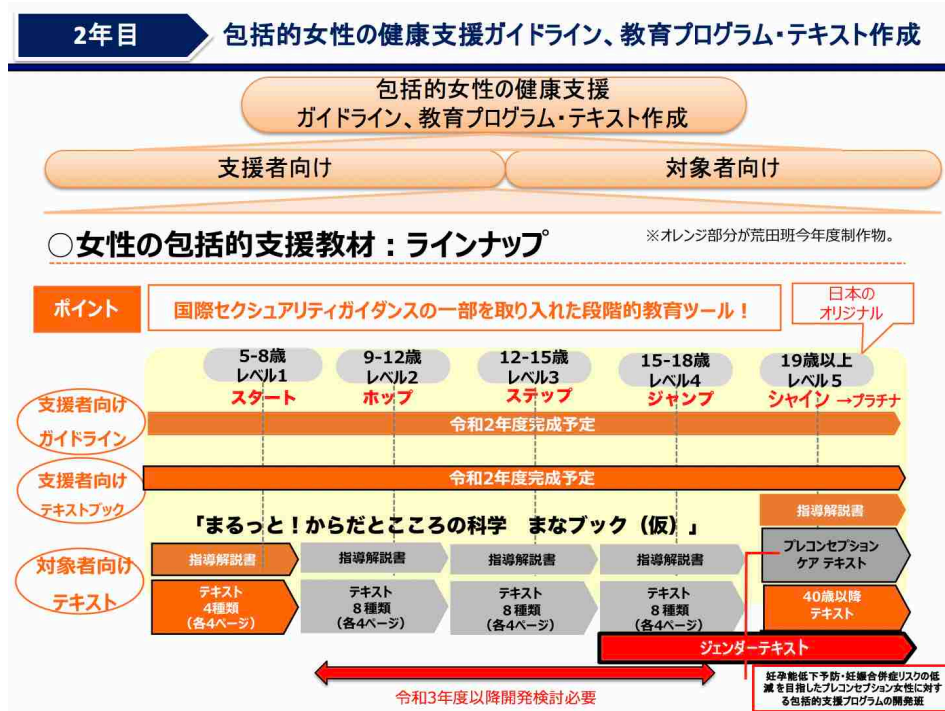 2年目
包括的女性の健康支援ガイドライン、教育プログラム・テキスト作成
包括的女性の健康支援
ガイドライン、教育プログラム・テキスト作成
支援者向け
対象者向け
○女性の包括的支援教材：ラインナップ
※オレンジ部分が荒田班今年度制作物。
ポイント
国際セクシュアリティガイダンスの一部を取り入れた段階的教育ツール！
日本の
オリジナル
5-8歳
レベル1
スタート
9-12歳
レベル2
ホップ
12-15歳
レベル3
ステップ
15-18歳
レベル4
ジャンプ
19歳以上
レベル5
シャイン →プラチナ
支援者向け
ガイドライン
令和2年度完成予定
支援者向け
テキストブック
令和2年度完成予定
「まるっと！からだとこころの科学 まなブック（仮）」
対象者向け
テキスト
指導解説書
テキスト
4種類
（各4ページ）
指導解説書
テキスト
8種類
（各4ページ）
指導解説書
テキスト
8種類
（各4ページ）
指導解説書
テキスト
8種類
（各4ページ）
指導解説書
プレコンセプション
ケア テキスト
40歳以降
テキスト
ジェンダーテキスト
令和3年度以降開発検討必要
妊孕能低下予防・妊娠合併症リスクの低
減を目指したプレコンセプション女性に対す
る包括的支援プログラムの開発班